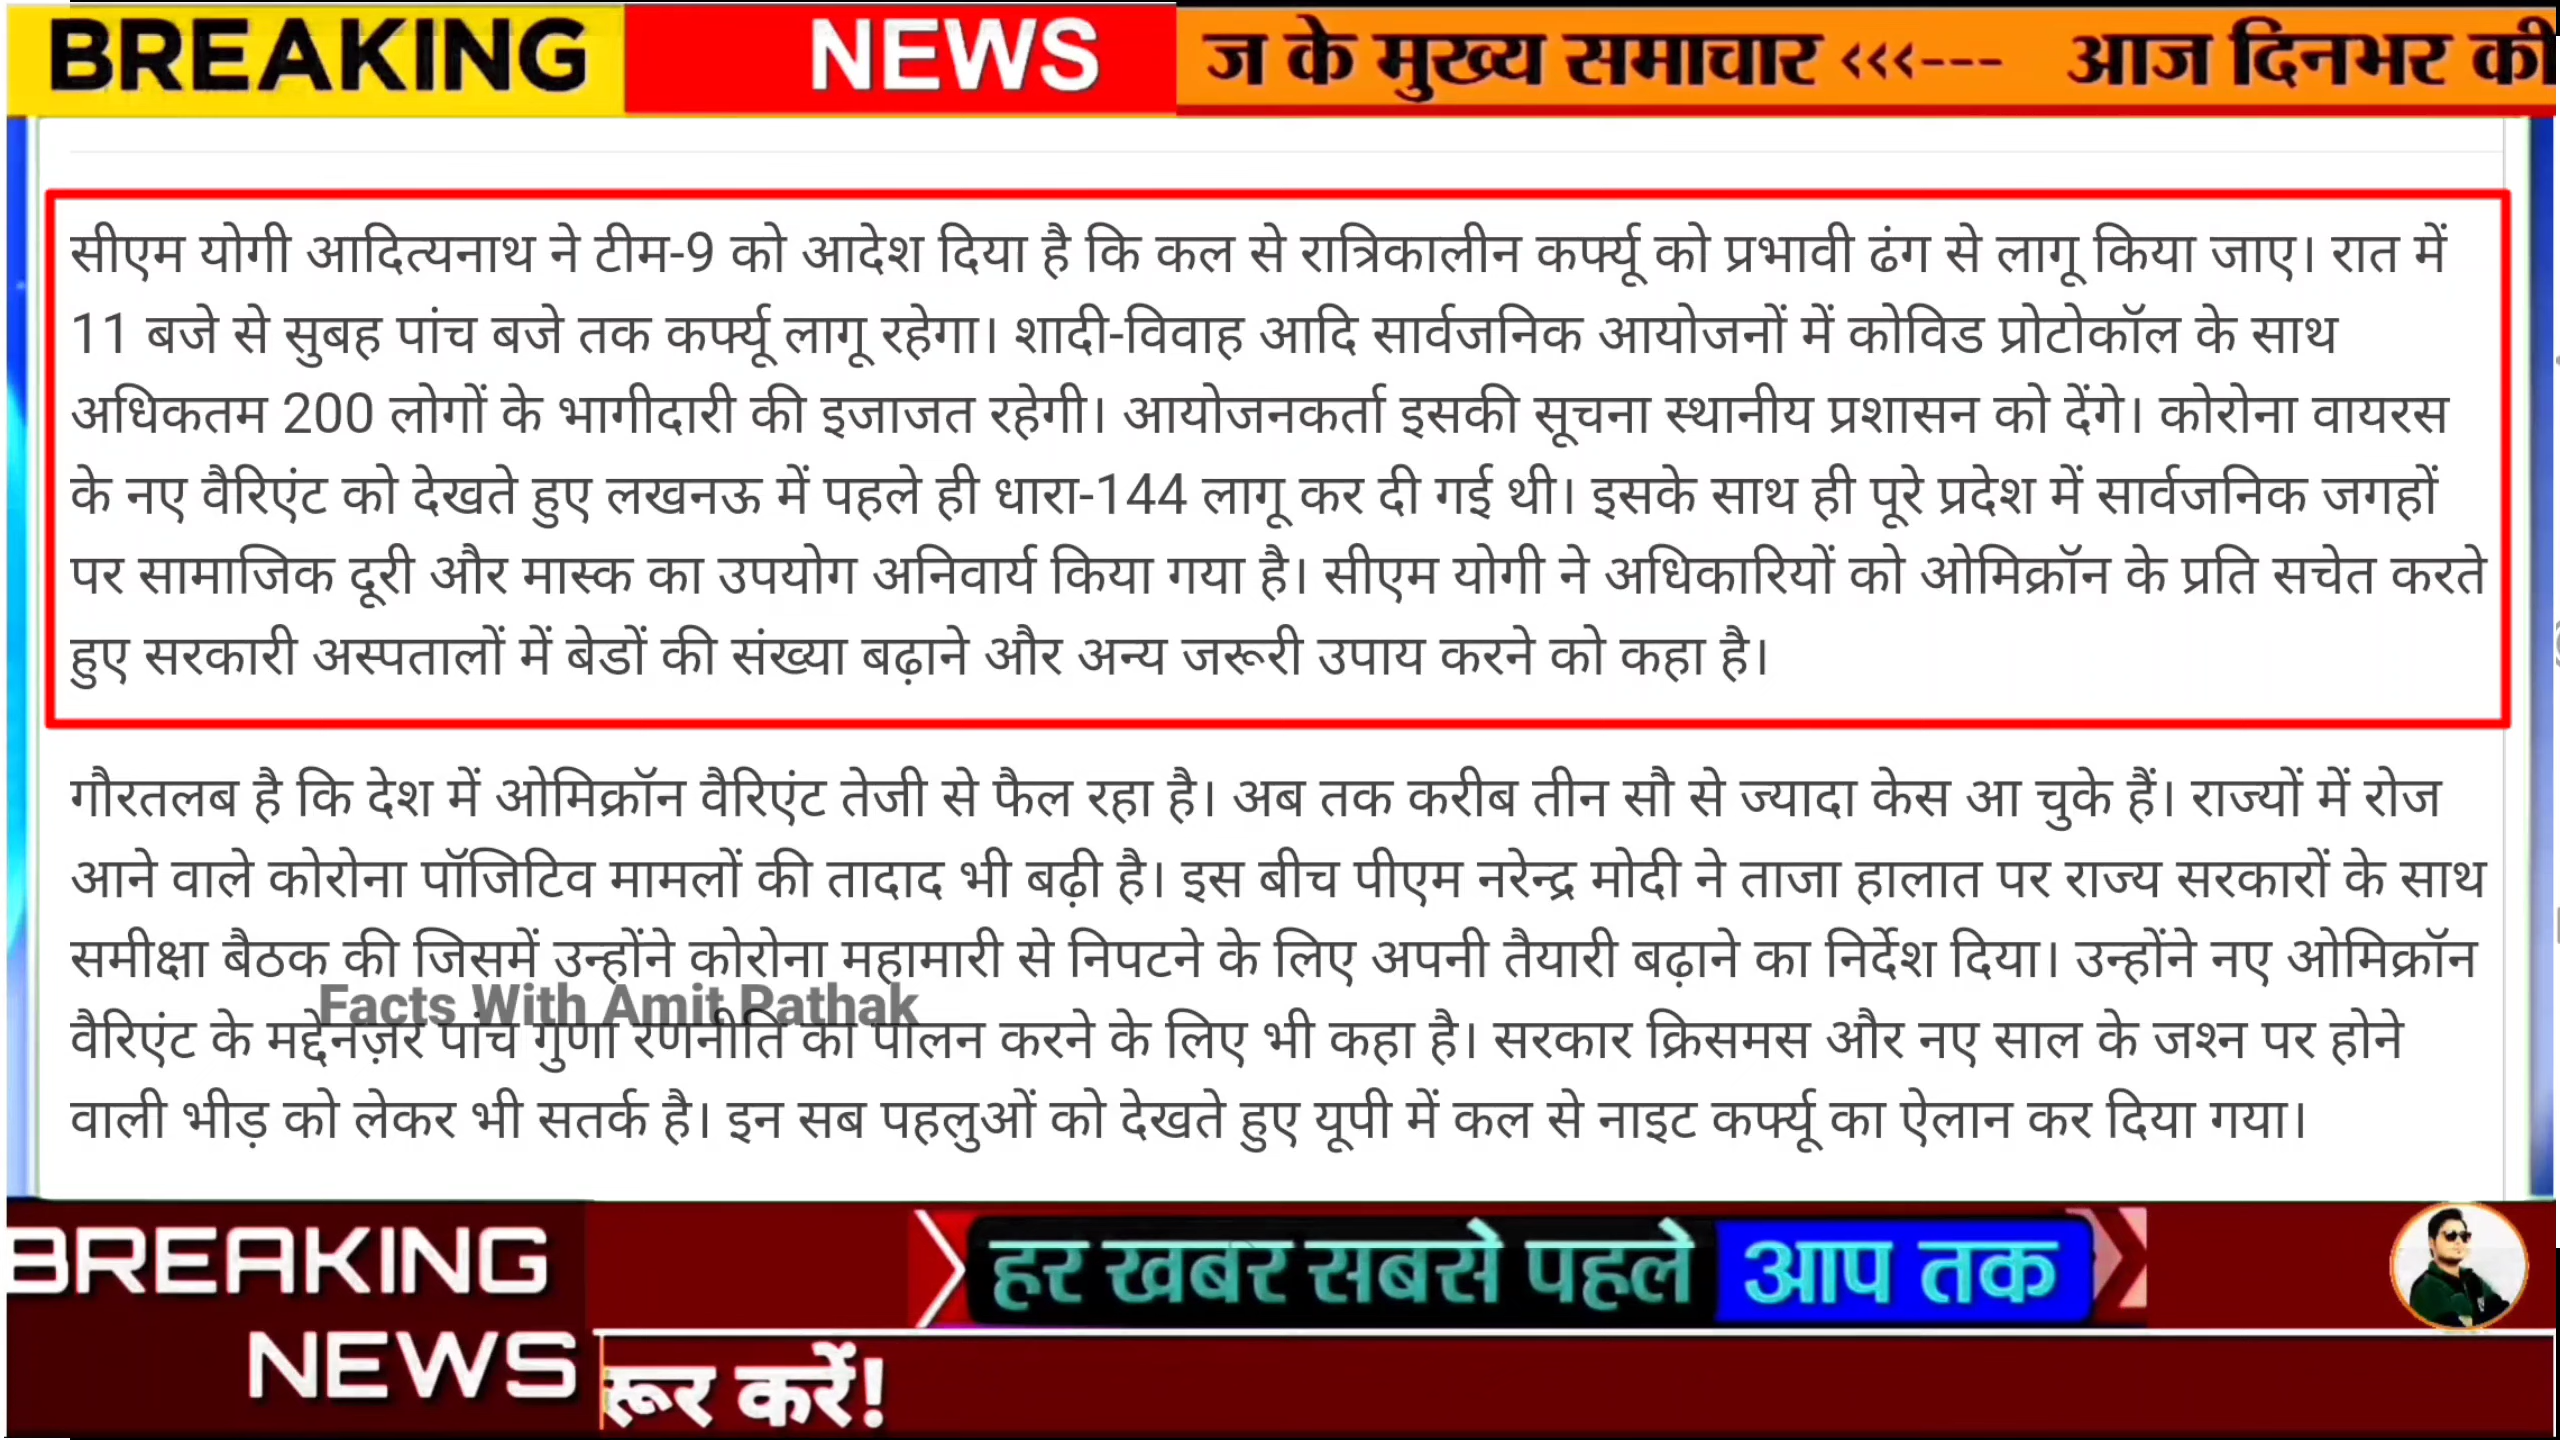 BREAKING NEWS ज के मुख्य समाचार <<<--- आज दिनभर की
सीएम योगी आदित्यनाथ ने टीम-9 को आदेश दिया है कि कल से रात्रिकालीन कर्फ्यू को प्रभावी ढंग से लागू किया जाए। रात में
11 बजे से सुबह पांच बजे तक कर्फ्यू लागू रहेगा। शादी-विवाह आदि सार्वजनिक आयोजनों में कोविड प्रोटोकॉल के साथ
अधिकतम 200 लोगों के भागीदारी की इजाजत रहेगी। आयोजनकर्ता इसकी सूचना स्थानीय प्रशासन को देंगे। कोरोना वायरस
के नए वैरिएंट को देखते हुए लखनऊ में पहले ही धारा-144 लागू कर दी गई थी। इसके साथ ही पूरे प्रदेश में सार्वजनिक जगहों
पर सामाजिक दूरी और मास्क का उपयोग अनिवार्य किया गया है। सीएम योगी ने अधिकारियों को ओमिक्रॉन के प्रति सचेत करते
हुए सरकारी अस्पतालों में बेडों की संख्या बढ़ाने और अन्य जरूरी उपाय करने को कहा है।
गौरतलब है कि देश में ओमिक्रॉन वैरिएंट तेजी से फैल रहा है। अब तक करीब तीन सौ से ज्यादा केस आ चुके हैं। राज्यों में रोज
आने वाले कोरोना पॉजिटिव मामलों की तादाद भी बढ़ी है। इस बीच पीएम नरेन्द्र मोदी ने ताजा हालात पर राज्य सरकारों के साथ
समीक्षा बैठक की जिसमें उन्होंने कोरोना महामारी से निपटने के लिए अपनी तैयारी बढ़ाने का निर्देश दिया। उन्होंने नए ओमिक्रॉन
Facts With Amit Pathak
वैरिएंट के मद्देनज़र पांच गुणा रणनीति का पालन करने के लिए भी कहा है। सरकार क्रिसमस और नए साल के जश्न पर होने
वाली भीड़ को लेकर भी सतर्क है। इन सब पहलुओं को देखते हुए यूपी में कल से नाइट कर्फ्यू का ऐलान कर दिया गया।
BREAKING हर खबर सबसे पहले आप तक
NEWS रूर करें!